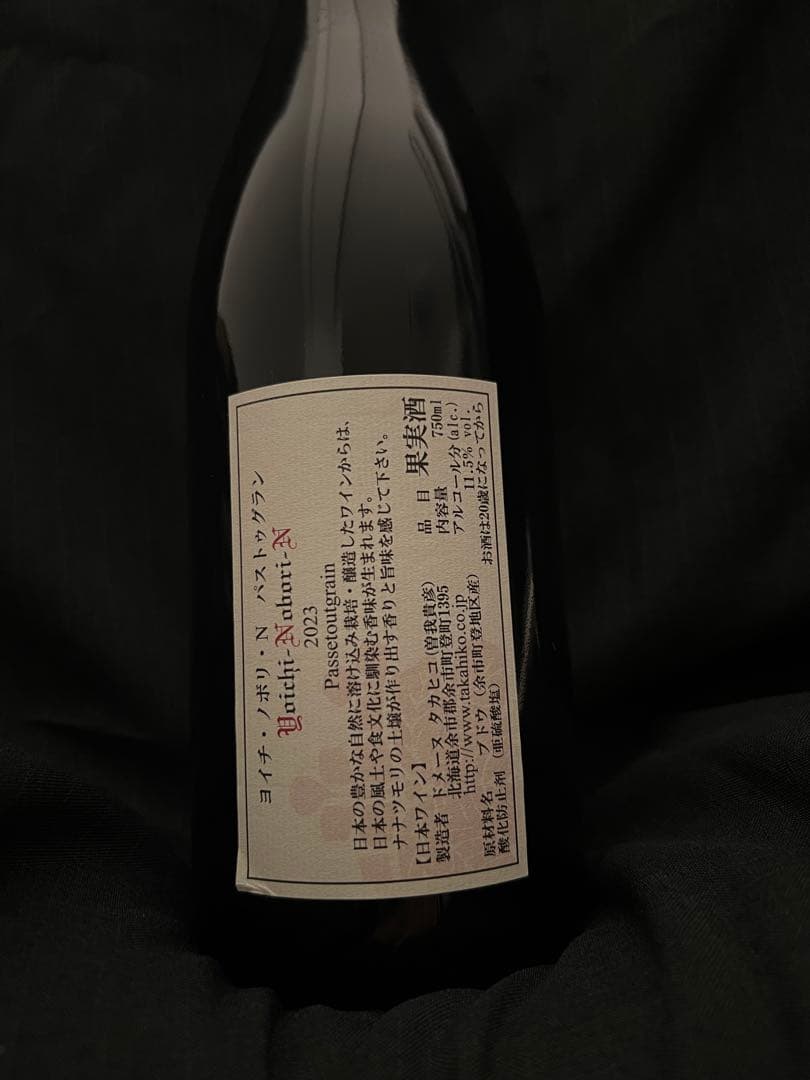 ヨイチ・ノボリ・N パストゥグラン
Yoichi-Nobori-N
2023
Passetoutgrain
日本の豊かな自然に溶け込み栽培・醸造したワインからは、
日本の風土や食文化に馴染む香味が生まれます。
ナナツモリの土壌が作り出す香りと旨味を感じて下さい。
【日本ワイン】
製造者 ドメーヌ タカヒコ(曽我貴彦)
北海道余市郡余市町登町1395
http://www.takahiko.co.jp
原材料名 ブドウ (余市町登地区産)
酸化防止剤 (亜硫酸塩)
品目 果実酒
内容量 750ml
アルコール分(alc.)
11.5% vol.
お酒は20歳になってから